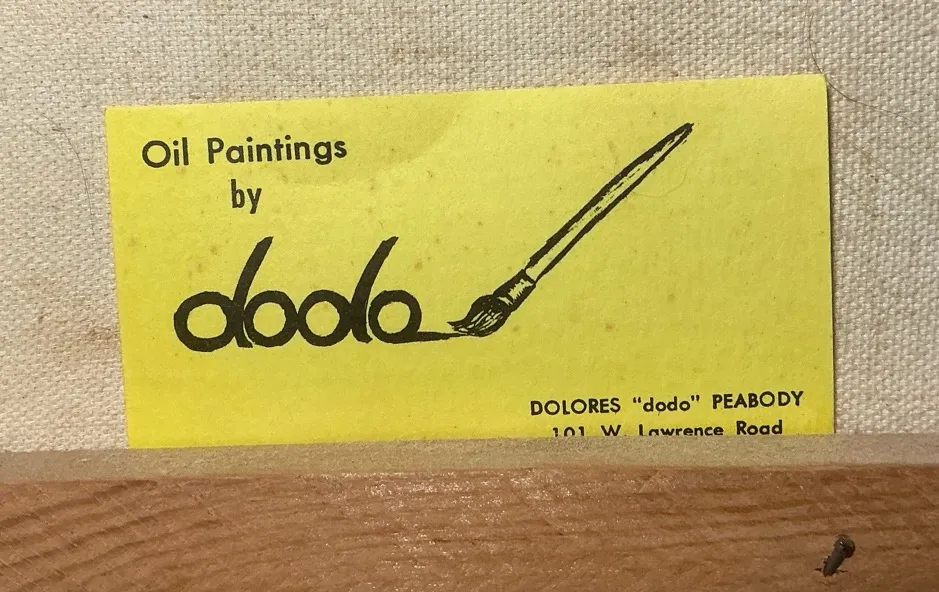 Oil Paintings
by
dodo
DOLORES "dodo" PEABODY
101 W. Lawrence Road